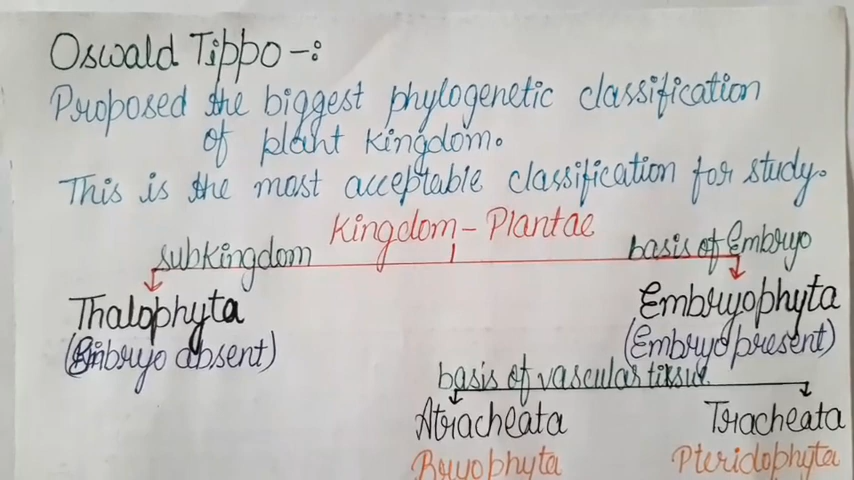 Oswald Tippo -:
Proposed the biggest phylogenetic classification
of plant Kingdom.
This is the most acceptable classification for study.
Kingdom - Plantae
subkingdom basis of Embryo
Thalophyta Embryophyta
(Embryo absent) (Embryo present)
basis of vascular tissue.
Atracheata Tracheata
Bryophyta Pteridophyta